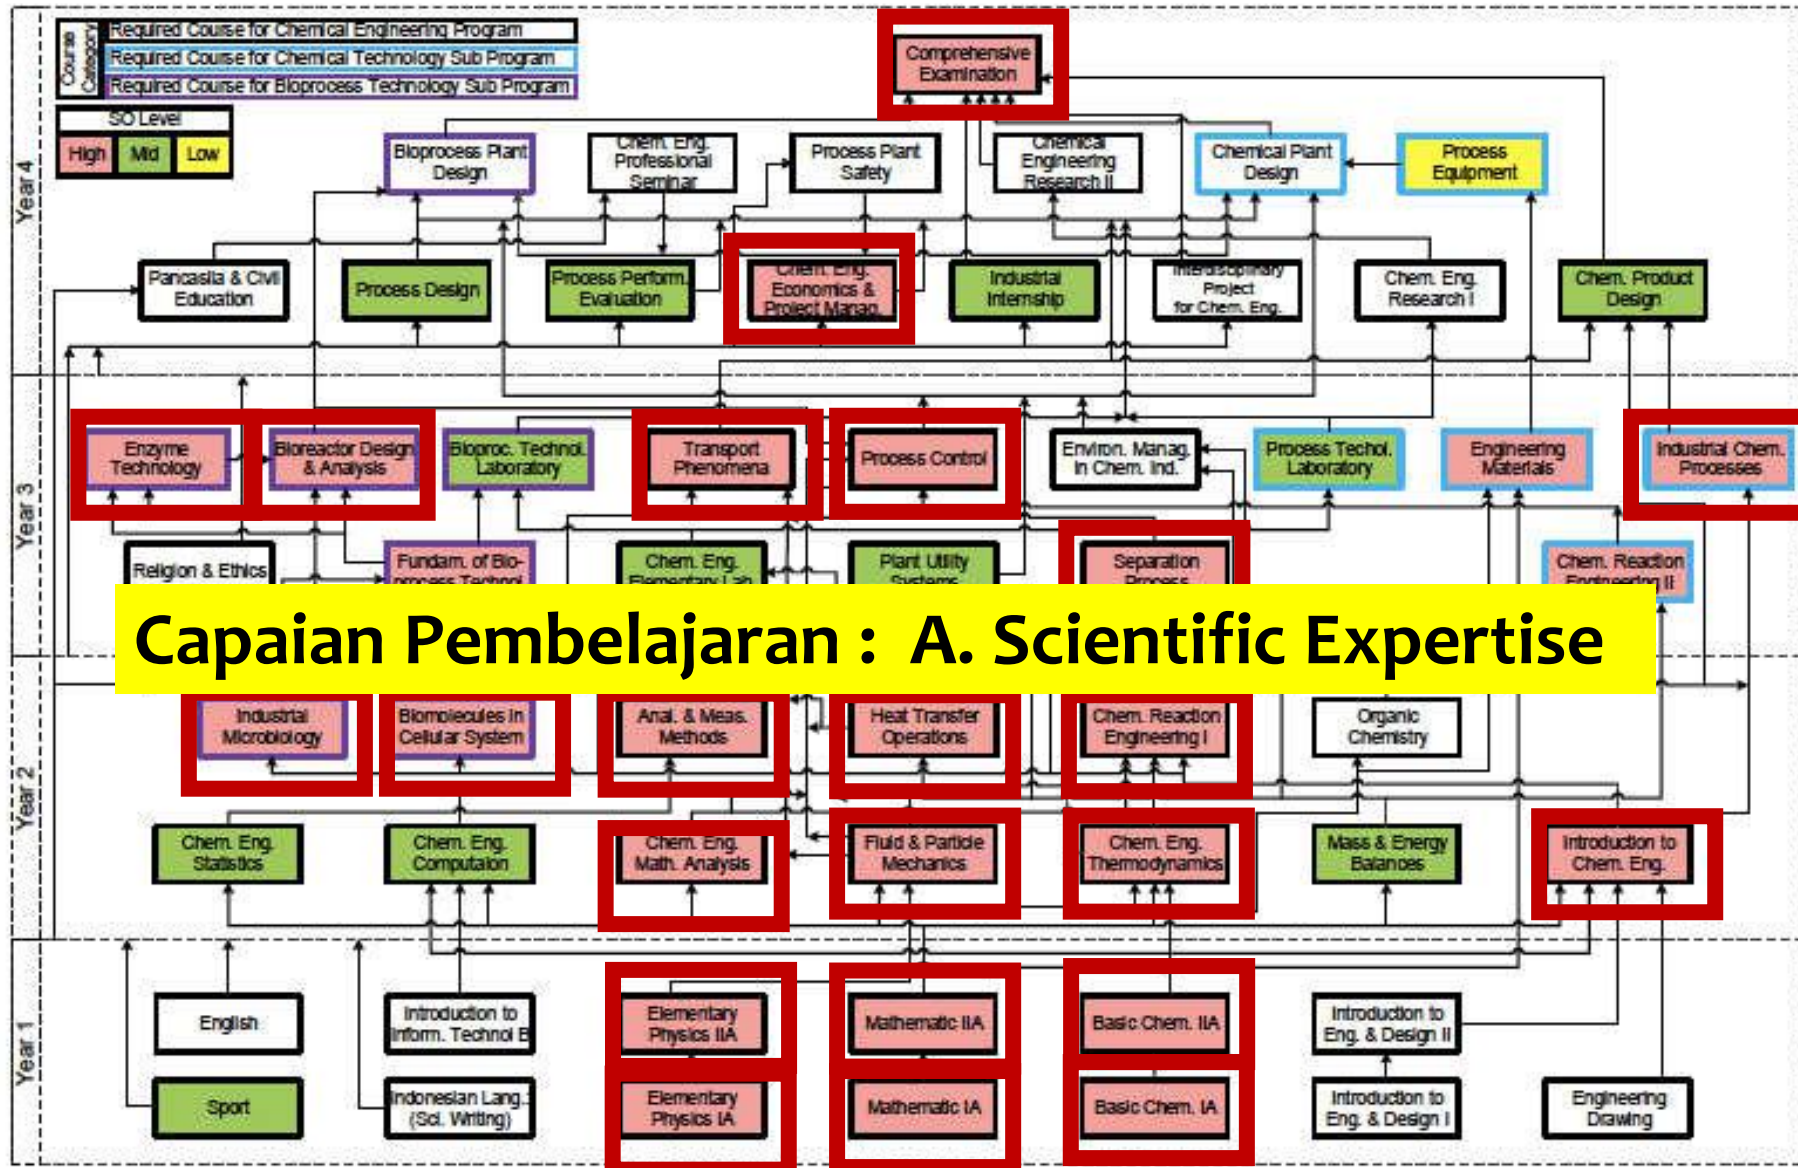 Course
Category
Required Course for Chemical Engineering Program
Required Course for Chemical Technology Sub Program
Required Course for Bioprocess Technology Sub Program
SO Level
High
Mid
Low
Year 4
Comprehensive
Examination
Bioprocess Plant
Design
Chem. Eng.
Professional
Seminar
Process Plant
Safety
Chemical
Engineering
Research II
Chemical Plant
Design
Process
Equipment
Pancasila & Civil
Education
Process Design
Process Perform.
Evaluation
Chem. Eng.
Economics &
Project Manag.
Industrial
Internship
Interdisciplinary
Project
for Chem. Eng.
Chem. Eng.
Research I
Chem. Product
Design
Year 3
Enzyme
Technology
Bioreactor Design
& Analysis
Bioproc. Technol.
Laboratory
Transport
Phenomena
Process Control
Environ. Manag.
in Chem. Ind.
Process Techol.
Laboratory
Engineering
Materials
Industrial Chem.
Processes
Religion & Ethics
Fundam. of Bio-
process Technol
Chem. Eng.
Elementary Lab
Plant Utility
Systems
Separation
Process
Chem. Reaction
Engineering II
Capaian Pembelajaran : A. Scientific Expertise
Year 2
Industrial
Microbiology
Biomolecules in
Cellular System
Anal. & Meas.
Methods
Heat Transfer
Operations
Chem. Reaction
Engineering I
Organic
Chemistry
Chem. Eng.
Statistics
Chem. Eng.
Computaion
Chem. Eng.
Math. Analysis
Fluid & Particle
Mechanics
Chem. Eng.
Thermodynamics
Mass & Energy
Balances
Introduction to
Chem. Eng.
Year 1
English
Introduction to
Inform. Technol B
Elementary
Physics IIA
Mathematic IIA
Basic Chem. IIA
Introduction to
Eng. & Design II
Sport
Indonesian Lang.:
(Sci. Writing)
Elementary
Physics IA
Mathematic IA
Basic Chem. IA
Introduction to
Eng. & Design I
Engineering
Drawing